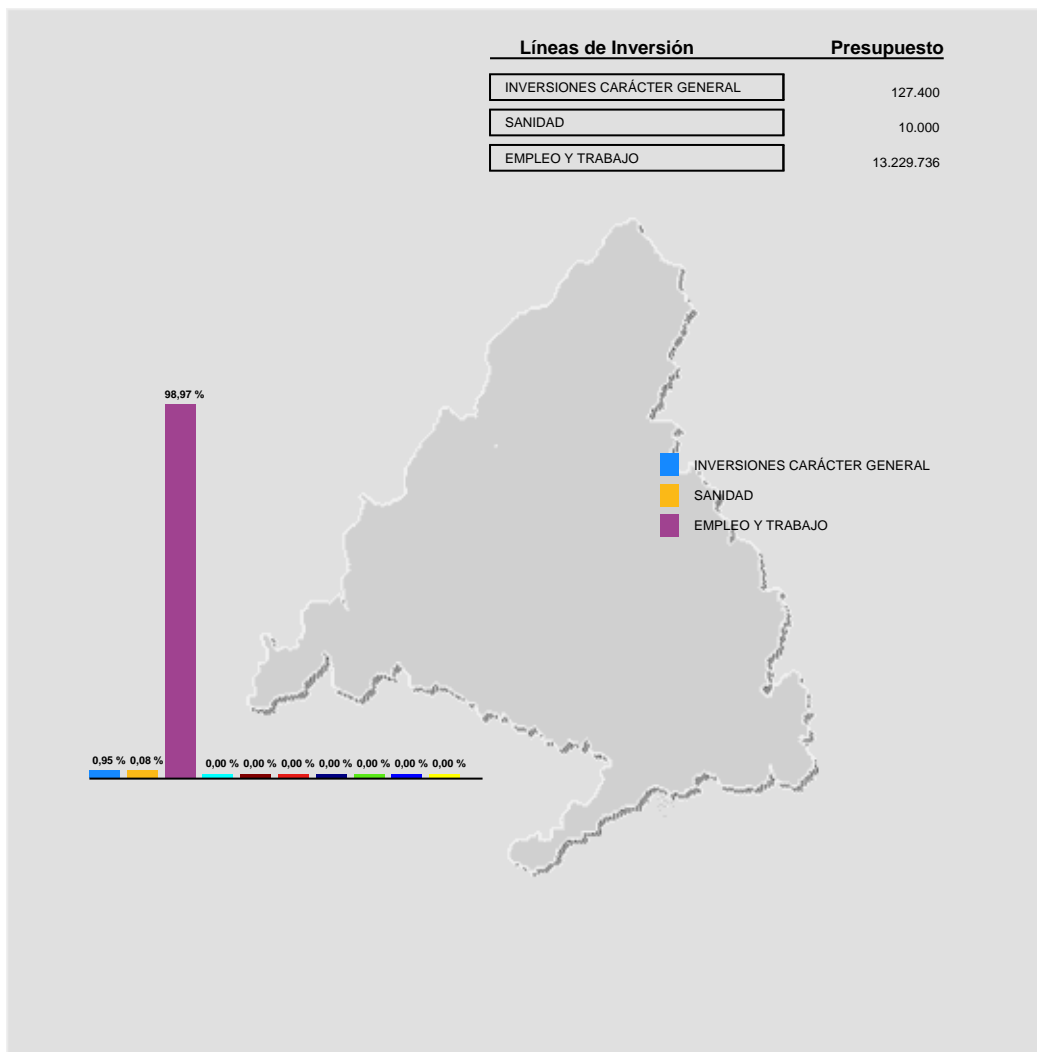 Líneas de Inversión Presupuesto
INVERSIONES CARÁCTER GENERAL 127.400
SANIDAD 10.000
EMPLEO Y TRABAJO 13.229.736
98,97 %
INVERSIONES CARÁCTER GENERAL
SANIDAD
EMPLEO Y TRABAJO
0,95 % 0,08 % 0,00 % 0,00 % 0,00 % 0,00 % 0,00 % 0,00 % 0,00 %